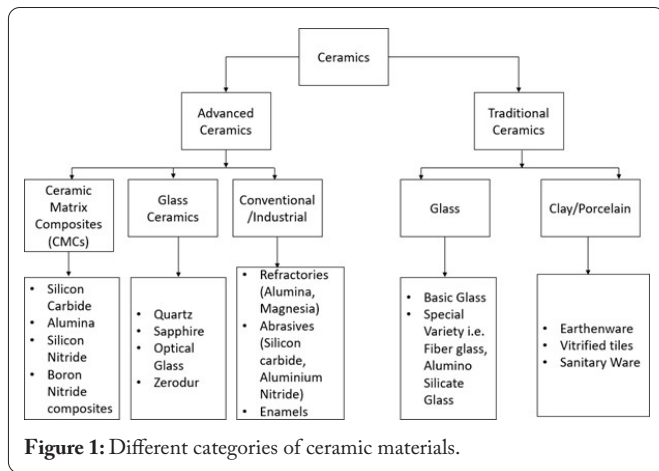 Ceramics
Advanced
Ceramics
Traditional
Ceramics
Ceramic
Matrix
Composites
(CMCs)
Glass
Ceramics
Conventional
/Industrial
Glass
Clay/Porcelain
• Silicon
Carbide
• Alumina
• Silicon
Nitride
• Boron
Nitride
composites
• Quartz
• Sapphire
• Optical
Glass
• Zerodur
• Refractories
(Alumina,
Magnesia)
• Abrasives
(Silicon
carbide,
Aluminium
Nitride)
• Enamels
• Basic Glass
• Special
Variety i.e.
Fiber glass,
Alumino
Silicate
Glass
• Earthenware
• Vitrified tiles
• Sanitary Ware
Figure 1: Different categories of ceramic materials.